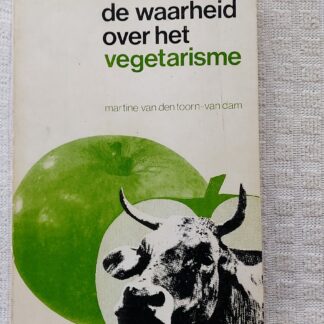 de waarheid
over het
vegetarisme
martine van den toorn-van dam